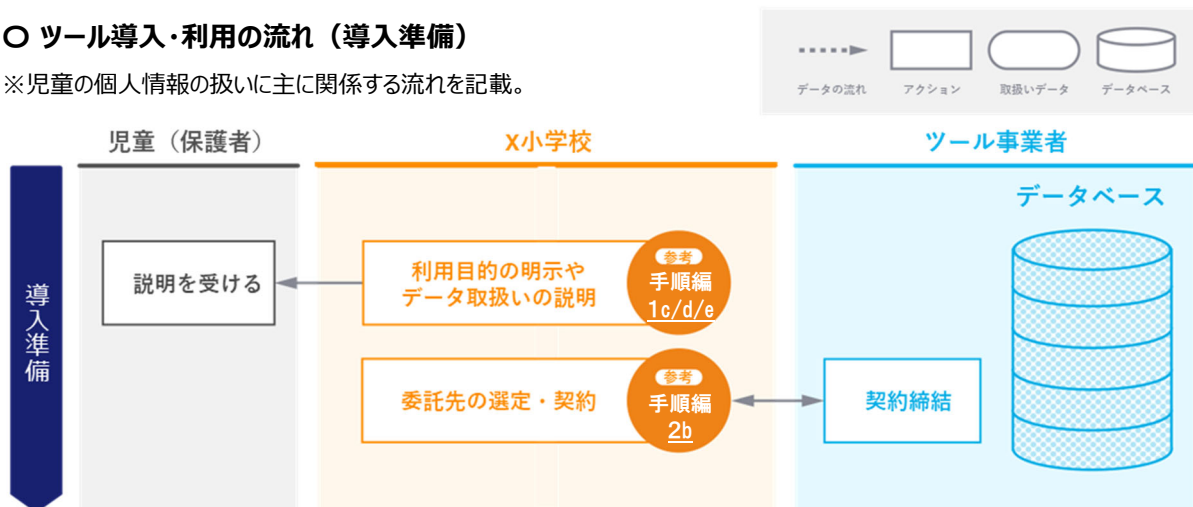 〇 ツール導入・利用の流れ（導入準備）
※児童の個人情報の扱いに主に関係する流れを記載。
データの流れ
アクション
取扱いデータ
データベース
児童（保護者）
X小学校
ツール事業者
データベース
導入準備
説明を受ける
利用目的の明示や
データ取扱いの説明
参考
手順編
1c/d/e
委託先の選定・契約
参考
手順編
2b
契約締結